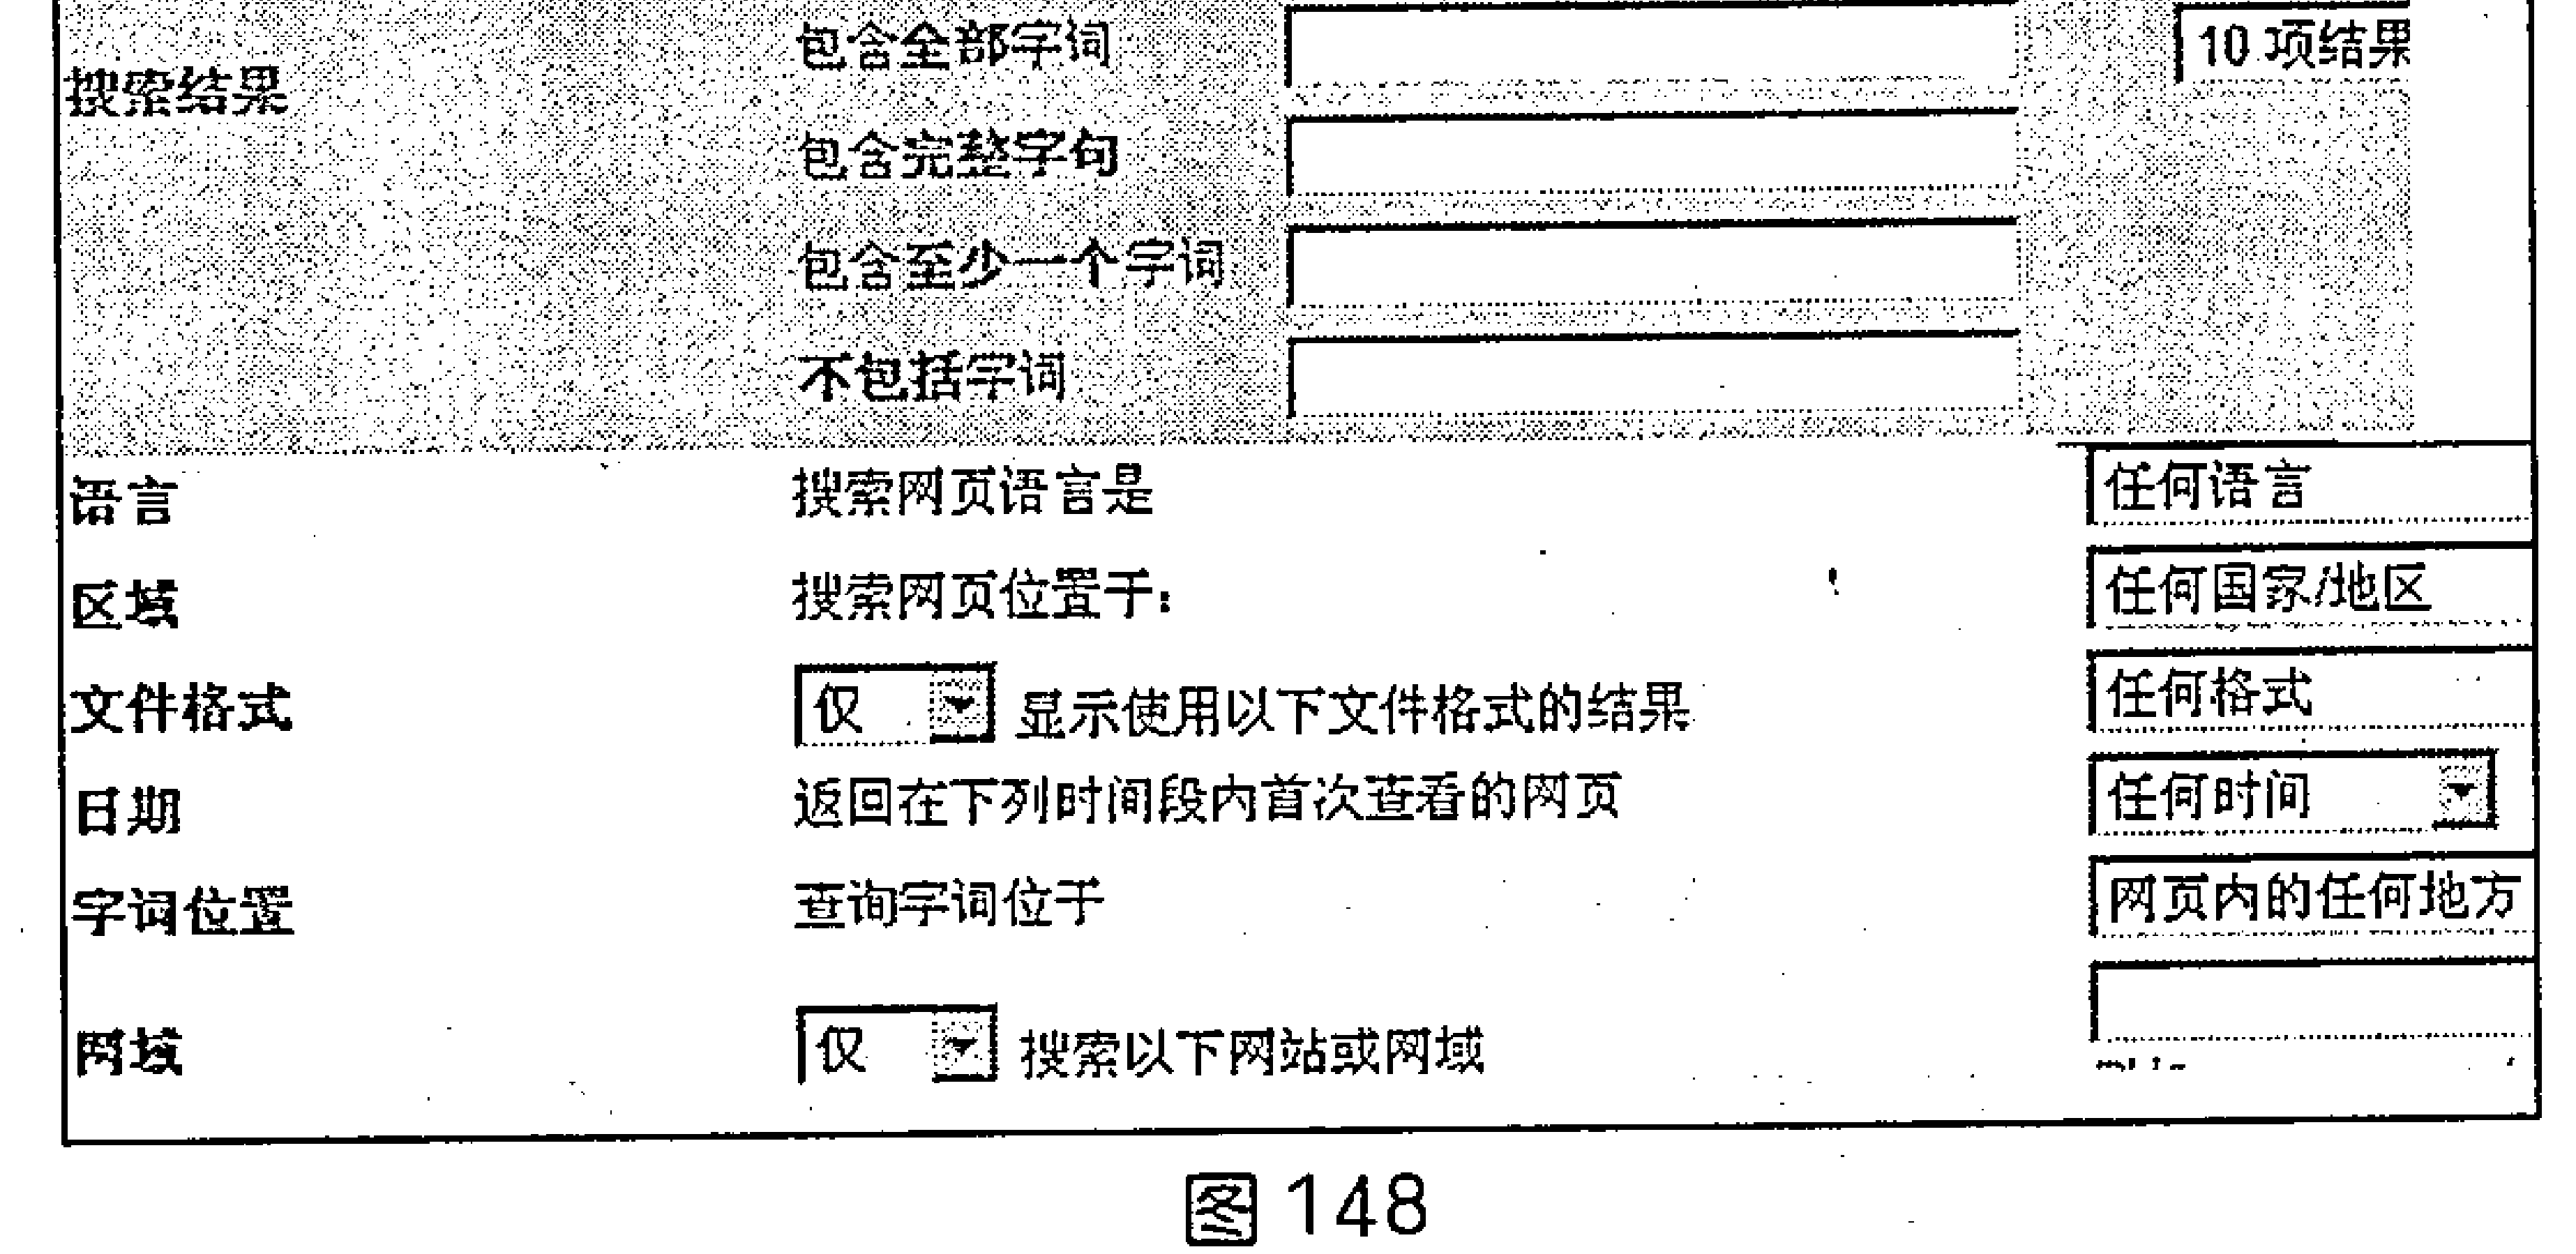 搜索结果
包含全部字词
10 项结果
包含完整字句
包含至少一个字词
不包括字词
语言 搜索网页语言是 任何语言
区域 搜索网页位置于: 任何国家/地区
文件格式 仅 显示使用以下文件格式的结果 任何格式
日期 返回在下列时间段内首次查看的网页 任何时间
字词位置 查询字词位于 网页内的任何地方
网域 仅 搜索以下网站或网域
图 148